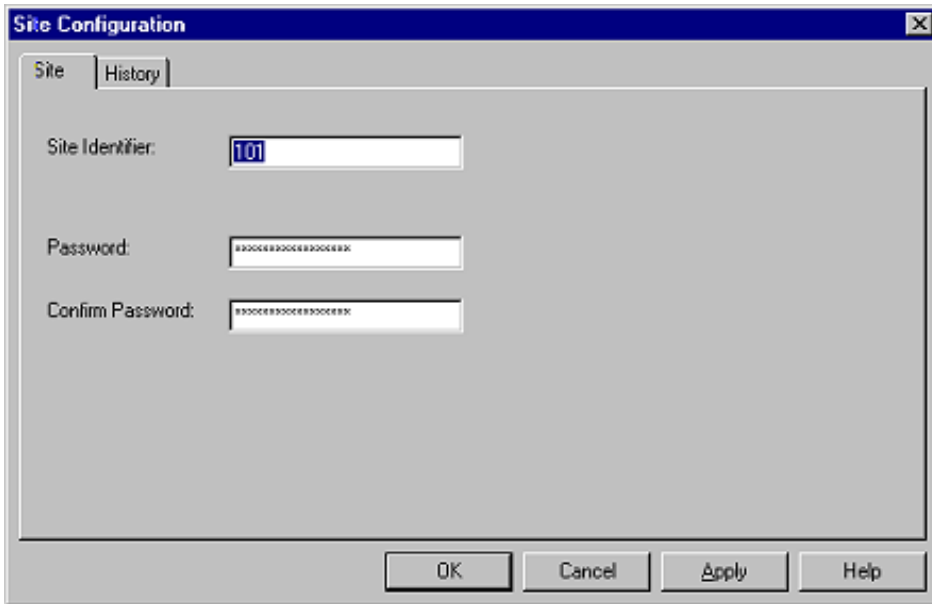 Site Configuration
Site History
Site Identifier: 101
Password: ******************
Confirm Password: ******************
OK Cancel Apply Help